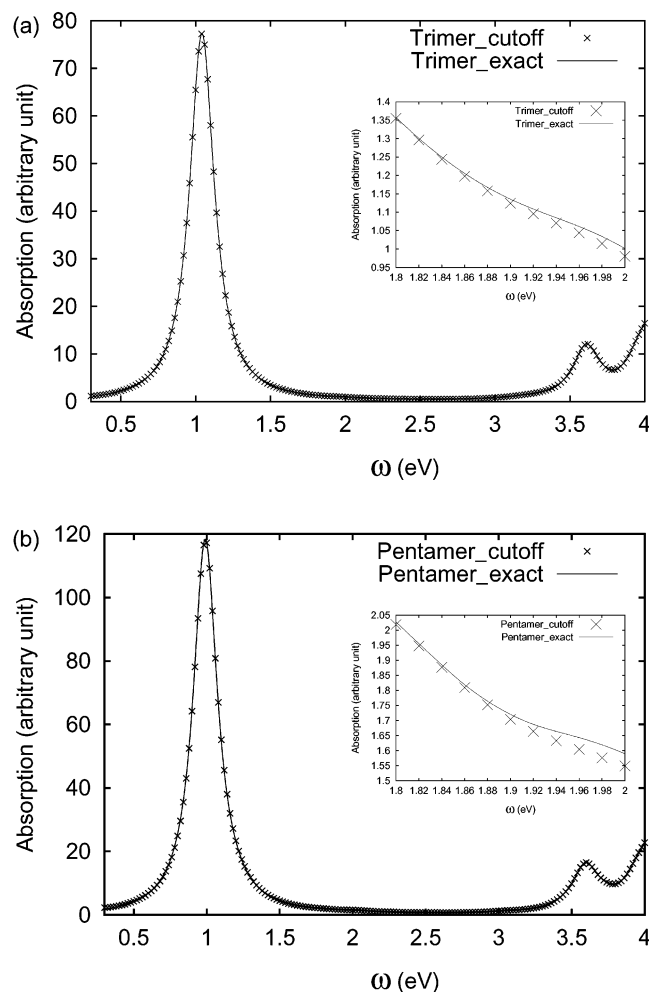 (a)
80
70
60
50
40
30
20
10
0
Absorption (arbitrary unit)
Trimer_cutoff
Trimer_exact
1.4
1.35
1.3
1.25
1.2
1.15
1.1
1.05
1
0.95
Absorption (arbitrary unit)
Trimer_cutoff
Trimer_exact
1.8 1.82 1.84 1.86 1.88 1.9 1.92 1.94 1.96 1.98 2
ω (eV)
0.5 1 1.5 2 2.5 3 3.5 4
ω (eV)
(b)
120
100
80
60
40
20
0
Absorption (arbitrary unit)
Pentamer_cutoff
Pentamer_exact
2.05
2
1.95
1.9
1.85
1.8
1.75
1.7
1.65
1.6
1.55
1.5
Absorption (arbitrary unit)
Pentamer_cutoff
Pentamer_exact
1.8 1.82 1.84 1.86 1.88 1.9 1.92 1.94 1.96 1.98 2
ω (eV)
0.5 1 1.5 2 2.5 3 3.5 4
ω (eV)